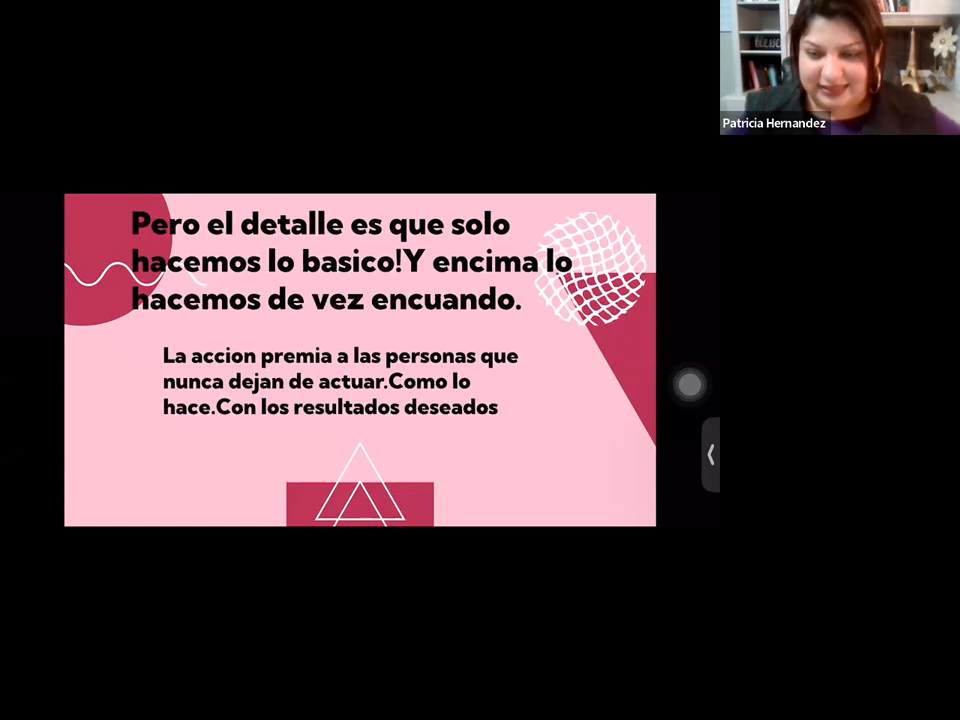 blessed
Patricia Hernandez
Pero el detalle es que solo
hacemos lo basico!Y encima lo
hacemos de vez encuando.
La accion premia a las personas que
nunca dejan de actuar.Como lo
hace.Con los resultados deseados